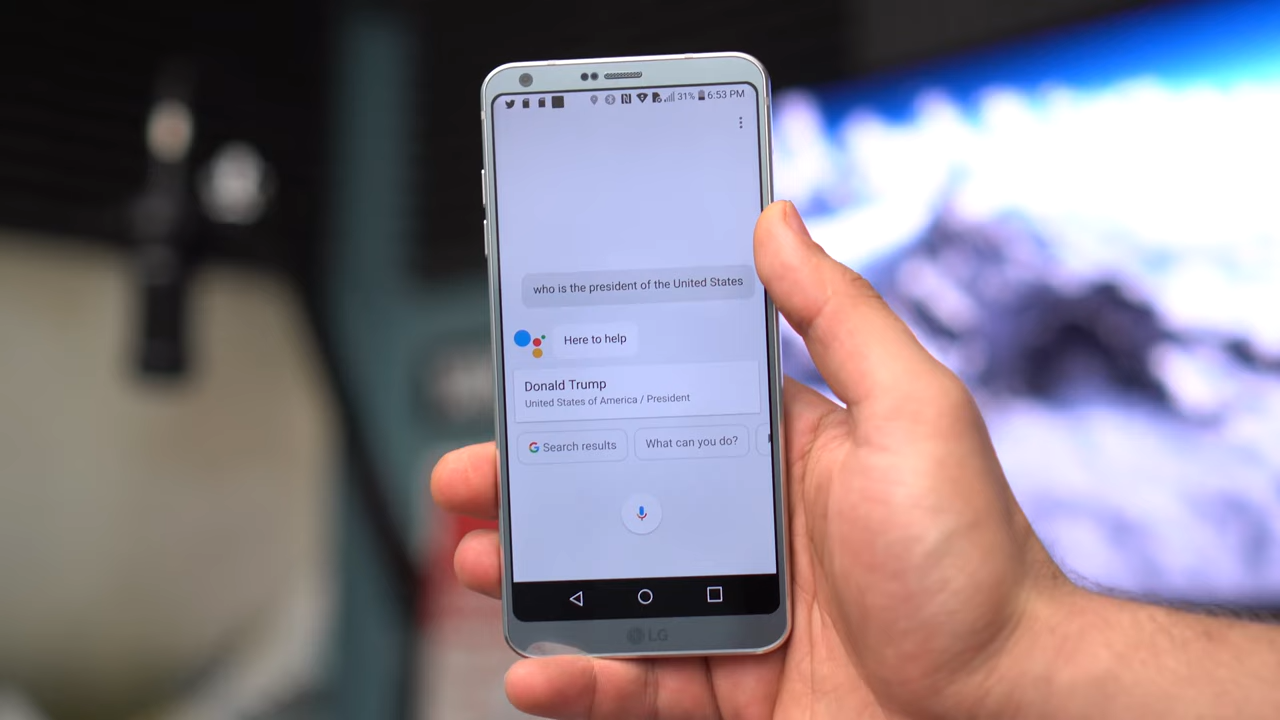 31% 6:53 PM
who is the president of the United States
Here to help
Donald Trump
United States of America / President
Search results
What can you do?
LG